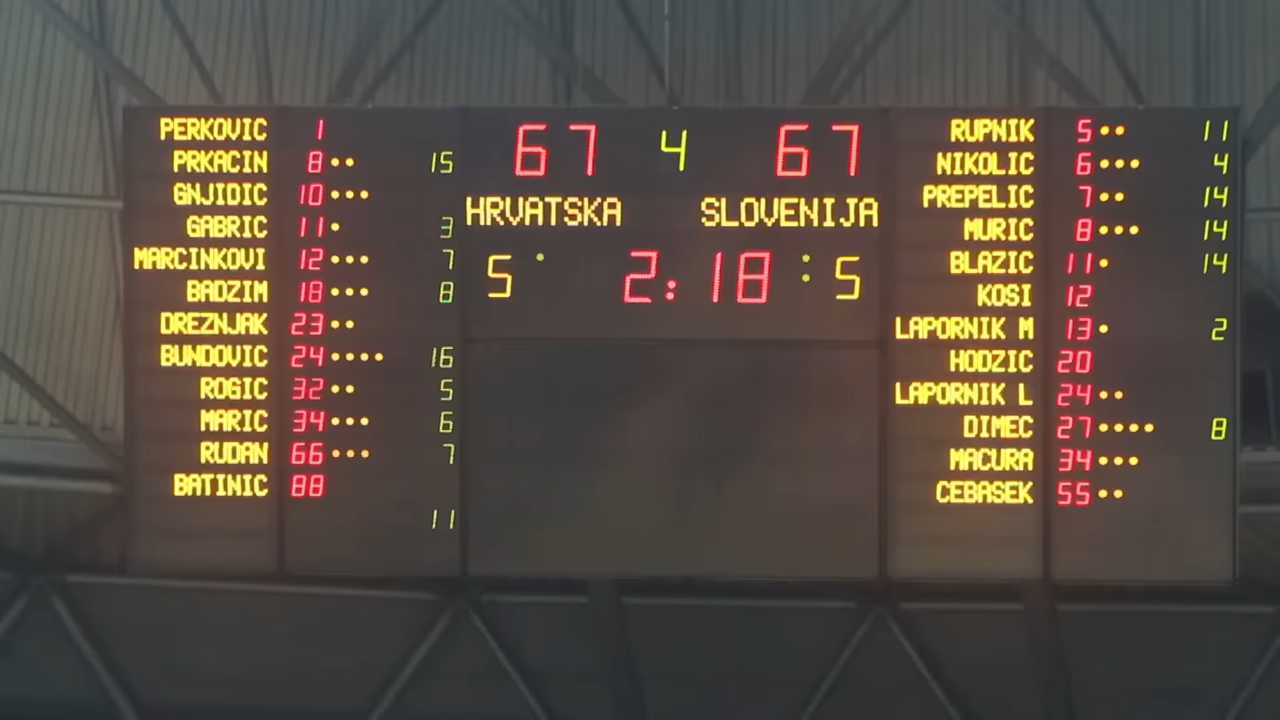 67 4 67
HRVATSKA SLOVENIJA
5 2:18 5
PERKOVIC 1
PRKACIN 8 15
GNJIDIC 10
GABRIC 11 3
MARCINKOVI 12 7
BADZIM 18 8
DREZNJAK 23
BUNDOVIC 24 16
ROGIC 32 5
MARIC 34 6
RUDAN 66 7
BATINIC 88
11
RUPNIK 5 11
NIKOLIC 6 4
PREPELIC 7 14
MURIC 8 14
BLAZIC 11 14
KOSI 12
LAPORNIK M 13 2
HODZIC 20
LAPORNIK L 24
DIMEC 27 8
MACURA 34
CEBASEK 55